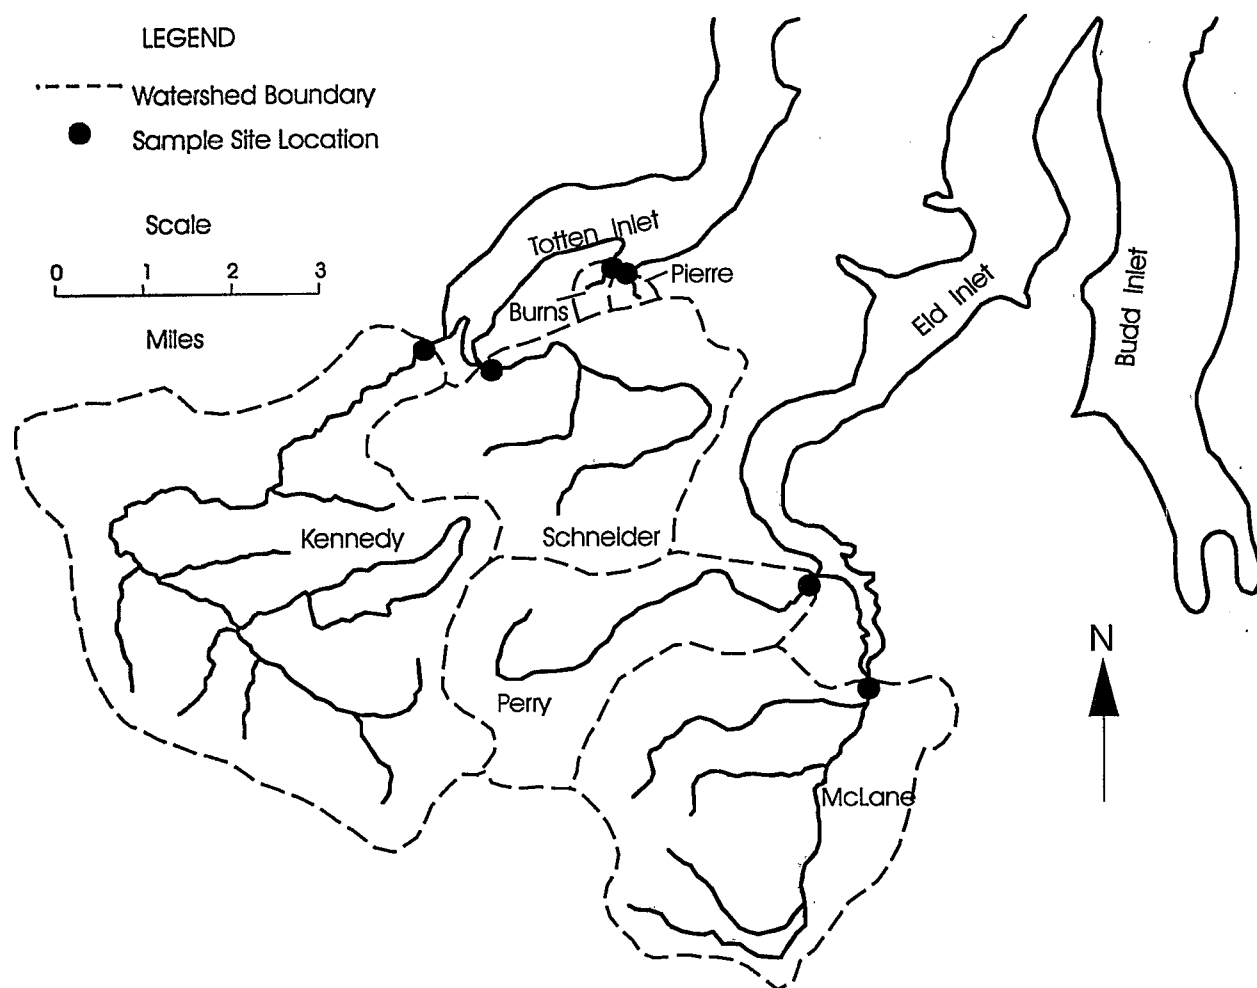 LEGEND
Watershed Boundary
Sample Site Location
Scale
0 1 2 3
Miles
Totten Inlet
Pierre
Burns
Eld Inlet
Budd Inlet
Kennedy
Schneider
N
Perry
McLane